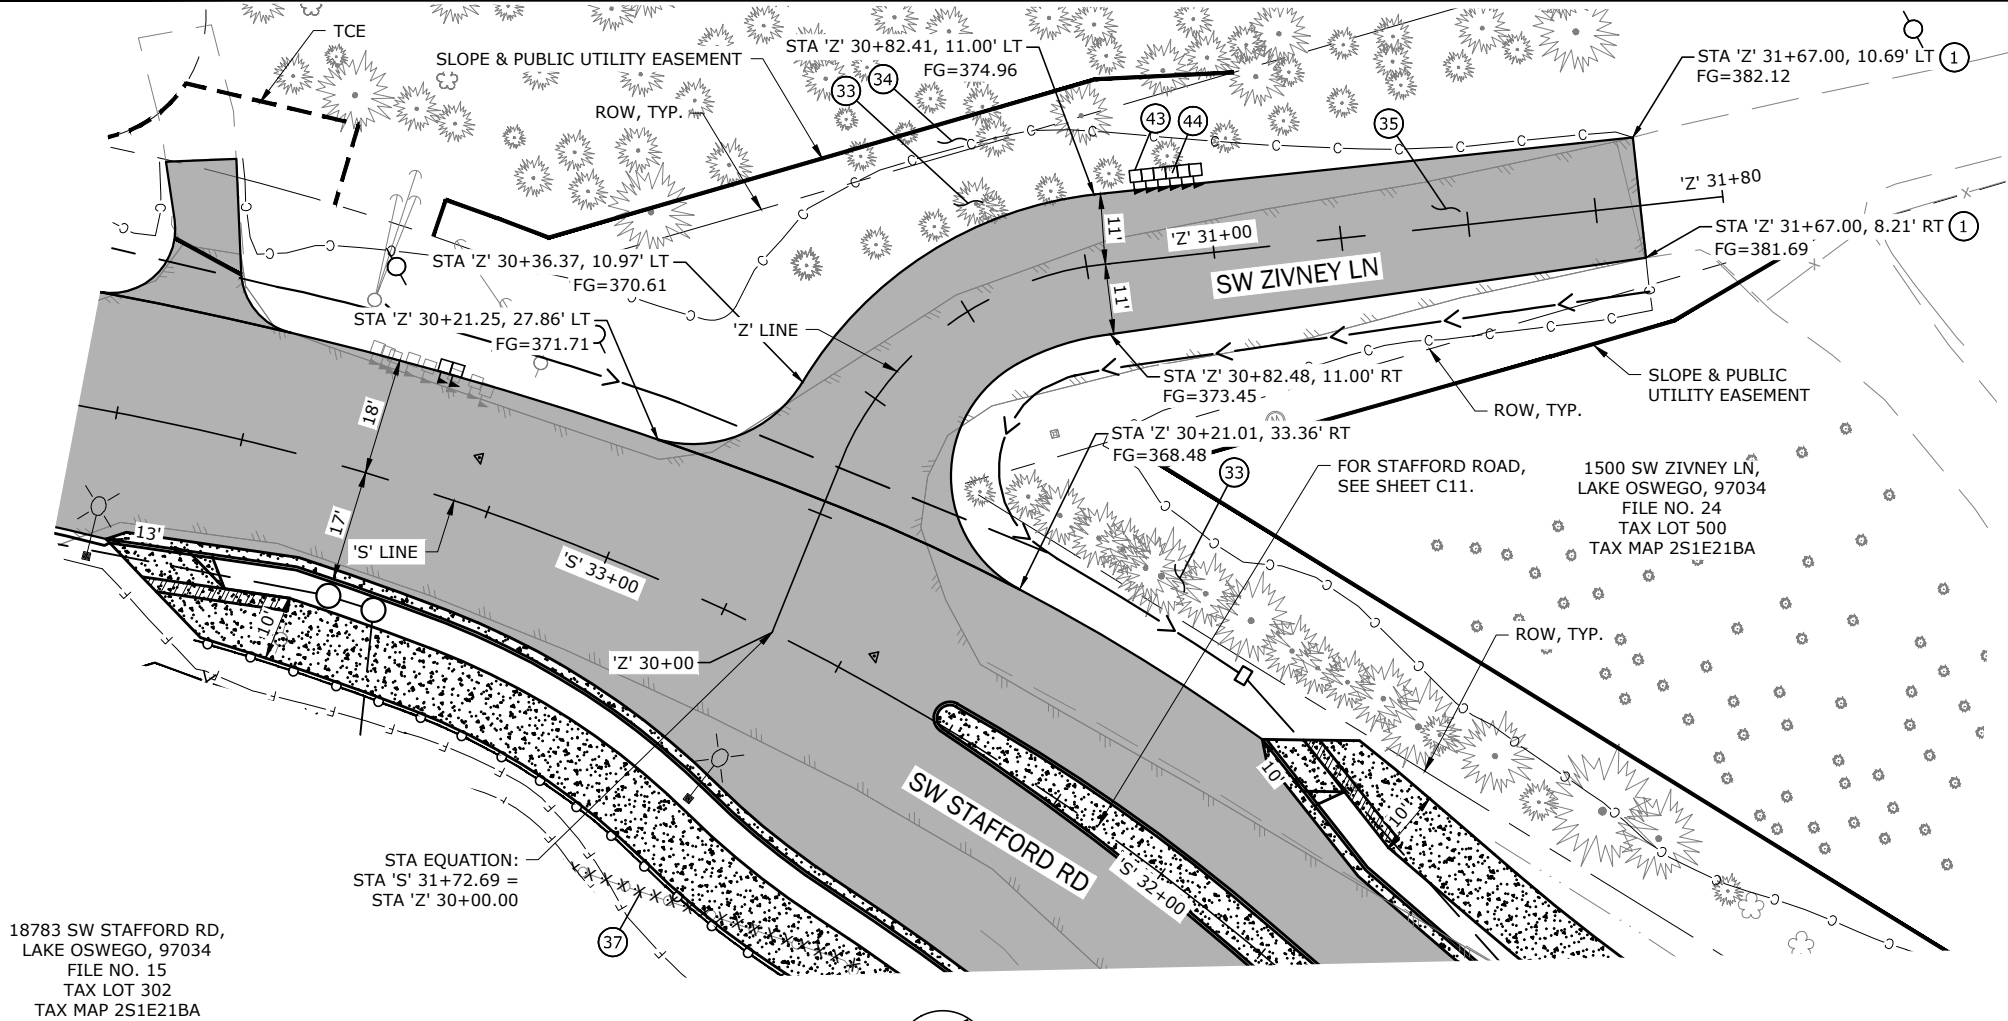 TCE
SLOPE & PUBLIC UTILITY EASEMENT
ROW, TYP.
STA 'Z' 30+82.41, 11.00' LT
FG=374.96
33
34
43
44
35
STA 'Z' 31+67.00, 10.69' LT
1
FG=382.12
'Z' 31+80
STA 'Z' 31+67.00, 8.21' RT
1
FG=381.69
11'
'Z' 31+00
SW ZIVNEY LN
11'
STA 'Z' 30+36.37, 10.97' LT
FG=370.61
STA 'Z' 30+21.25, 27.86' LT
FG=371.71
'Z' LINE
STA 'Z' 30+82.48, 11.00' RT
FG=373.45
ROW, TYP.
SLOPE & PUBLIC
UTILITY EASEMENT
STA 'Z' 30+21.01, 33.36' RT
FG=368.48
33
FOR STAFFORD ROAD,
SEE SHEET C11.
1500 SW ZIVNEY LN,
LAKE OSWEGO, 97034
FILE NO. 24
TAX LOT 500
TAX MAP 2S1E21BA
18'
17'
13'
'S' LINE
'S' 33+00
10'
'Z' 30+00
ROW, TYP.
SW STAFFORD RD
'S' 32+00
10'
10'
STA EQUATION:
STA 'S' 31+72.69 =
STA 'Z' 30+00.00
37
18783 SW STAFFORD RD,
LAKE OSWEGO, 97034
FILE NO. 15
TAX LOT 302
TAX MAP 2S1E21BA